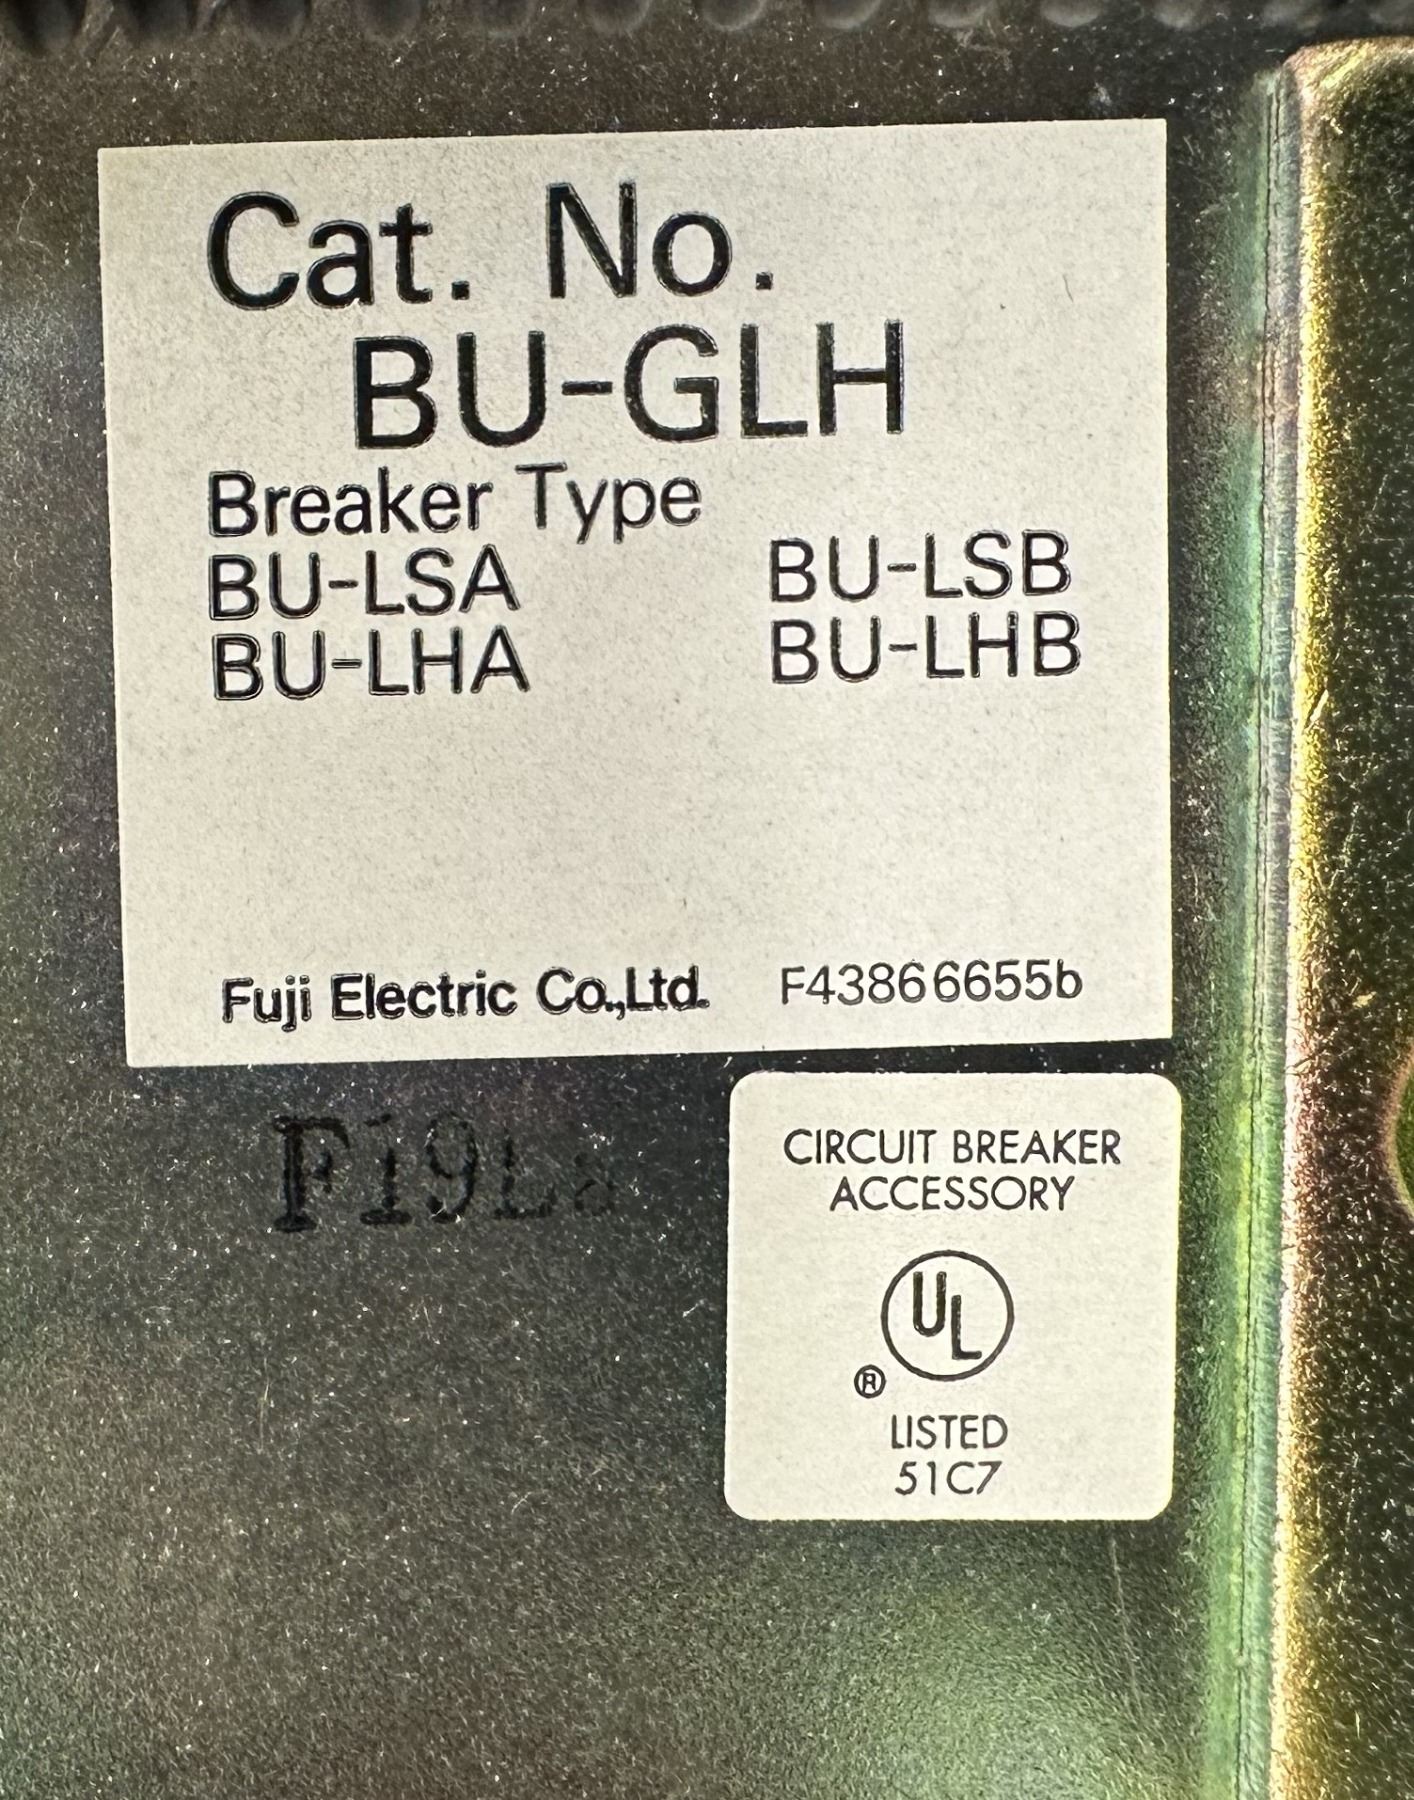 Cat. No.
BU-GLH
Breaker Type
BU-LSA BU-LSB
BU-LHA BU-LHB
Fuji Electric Co.,Ltd. F43866655b
CIRCUIT BREAKER
ACCESSORY
UL
®
LISTED
51C7